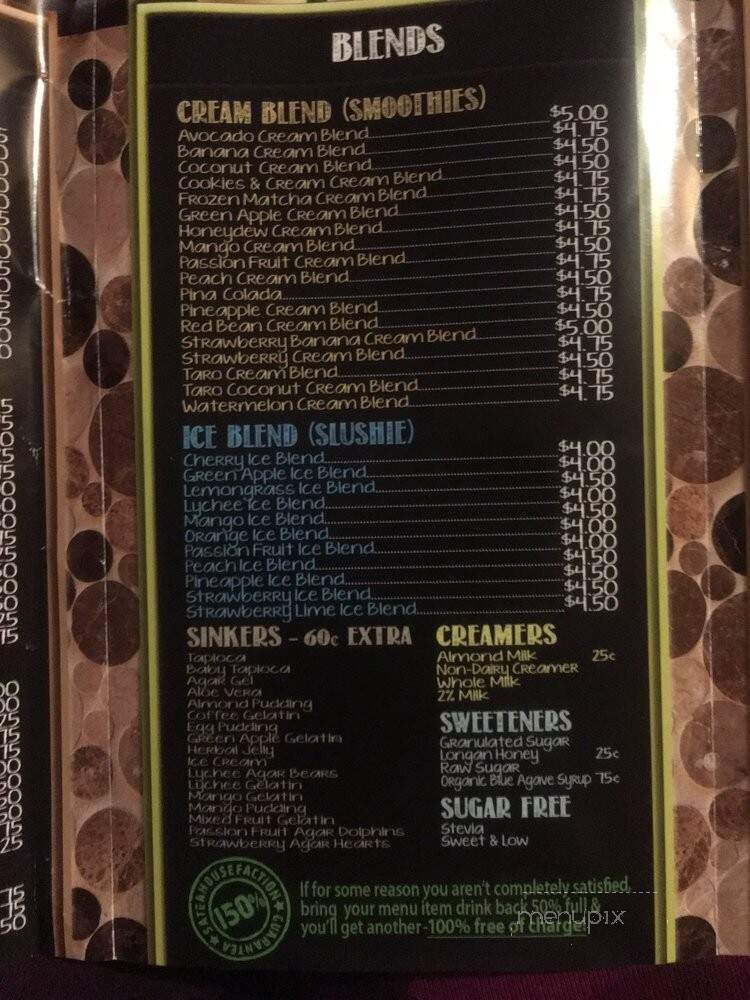 BLENDS
CREAM BLEND (SMOOTHIES)
Avocado Cream Blend $5.00
Banana Cream Blend $4.75
Coconut Cream Blend $4.50
Cookies & Cream Cream Blend $4.50
Frozen Matcha Cream Blend $4.75
Green Apple Cream Blend $4.75
Honeydew Cream Blend $4.50
Mango Cream Blend $4.75
Passion Fruit Cream Blend $4.50
Peach Cream Blend $4.75
Pina Colada $4.50
Pineapple Cream Blend $4.75
Red Bean Cream Blend $4.50
Strawberry Banana Cream Blend $5.00
Strawberry Cream Blend $4.75
Taro Cream Blend $4.50
Taro Coconut Cream Blend $4.75
Watermelon Cream Blend $4.75
ICE BLEND (SLUSHIE)
Cherry Ice Blend $4.00
Green Apple Ice Blend $4.00
Lemongrass Ice Blend $4.50
Lychee Ice Blend $4.00
Mango Ice Blend $4.50
Orange Ice Blend $4.00
Passion Fruit Ice Blend $4.00
Peach Ice Blend $4.50
Pineapple Ice Blend $4.50
Strawberry Ice Blend $4.50
Strawberry Lime Ice Blend $4.50
SINKERS - 60c EXTRA
Tapioca
Baby Tapioca
Agar Gel
Aloe Vera
Almond Pudding
Coffee Gelatin
Egg Pudding
Green Apple Gelatin
Herbal Jelly
Ice Cream
Lychee Agar Bears
Lychee Gelatin
Mango Gelatin
Mango Pudding
Mixed Fruit Gelatin
Passion Fruit Agar Dolphins
Strawberry Agar Hearts
CREAMERS
Almond Milk 25c
Non-Dairy Creamer
Whole Milk
2% Milk
SWEETENERS
Granulated Sugar
Longan Honey 25c
Raw Sugar
Organic Blue Agave Syrup 75c
SUGAR FREE
Stevia
Sweet & Low
SATEAHOUSEFACTION
150%
GUARANTEA
If for some reason you aren't completely satisfied,
bring your menu item drink back 50% full &
you'll get another -100% free of charge!
menupix